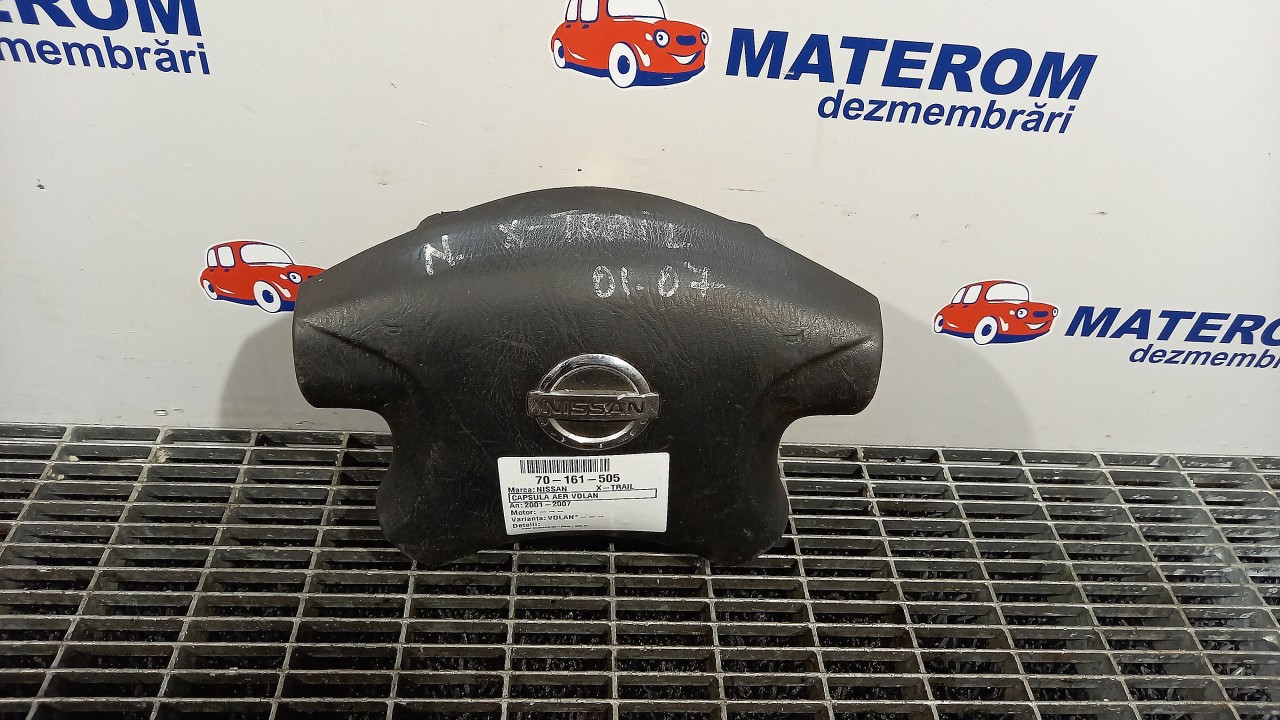 MATEROM
dezmembrări
MATEROM
dezmembrări
N X-TRAIL
01.07
MATEROM
dezmembră
NISSAN
70-161-505
Marca: NISSAN X-TRAIL
CAPSULA AER VOLAN
An: 2001-2007
Motor: - - -
Varianta: VOLAN* - - -
Detalii: